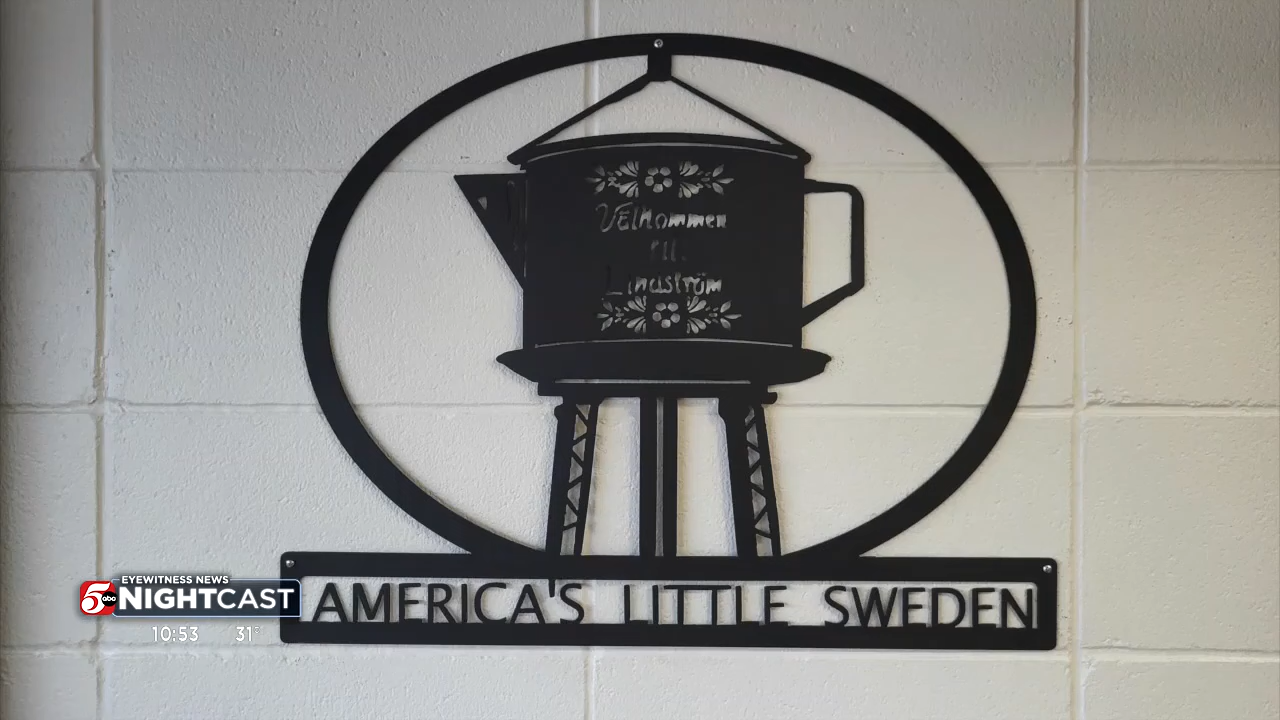 Välkommen
till
Lindström
AMERICA'S LITTLE SWEDEN
EYEWITNESS NEWS
5 abc NIGHTCAST
10:53 31°